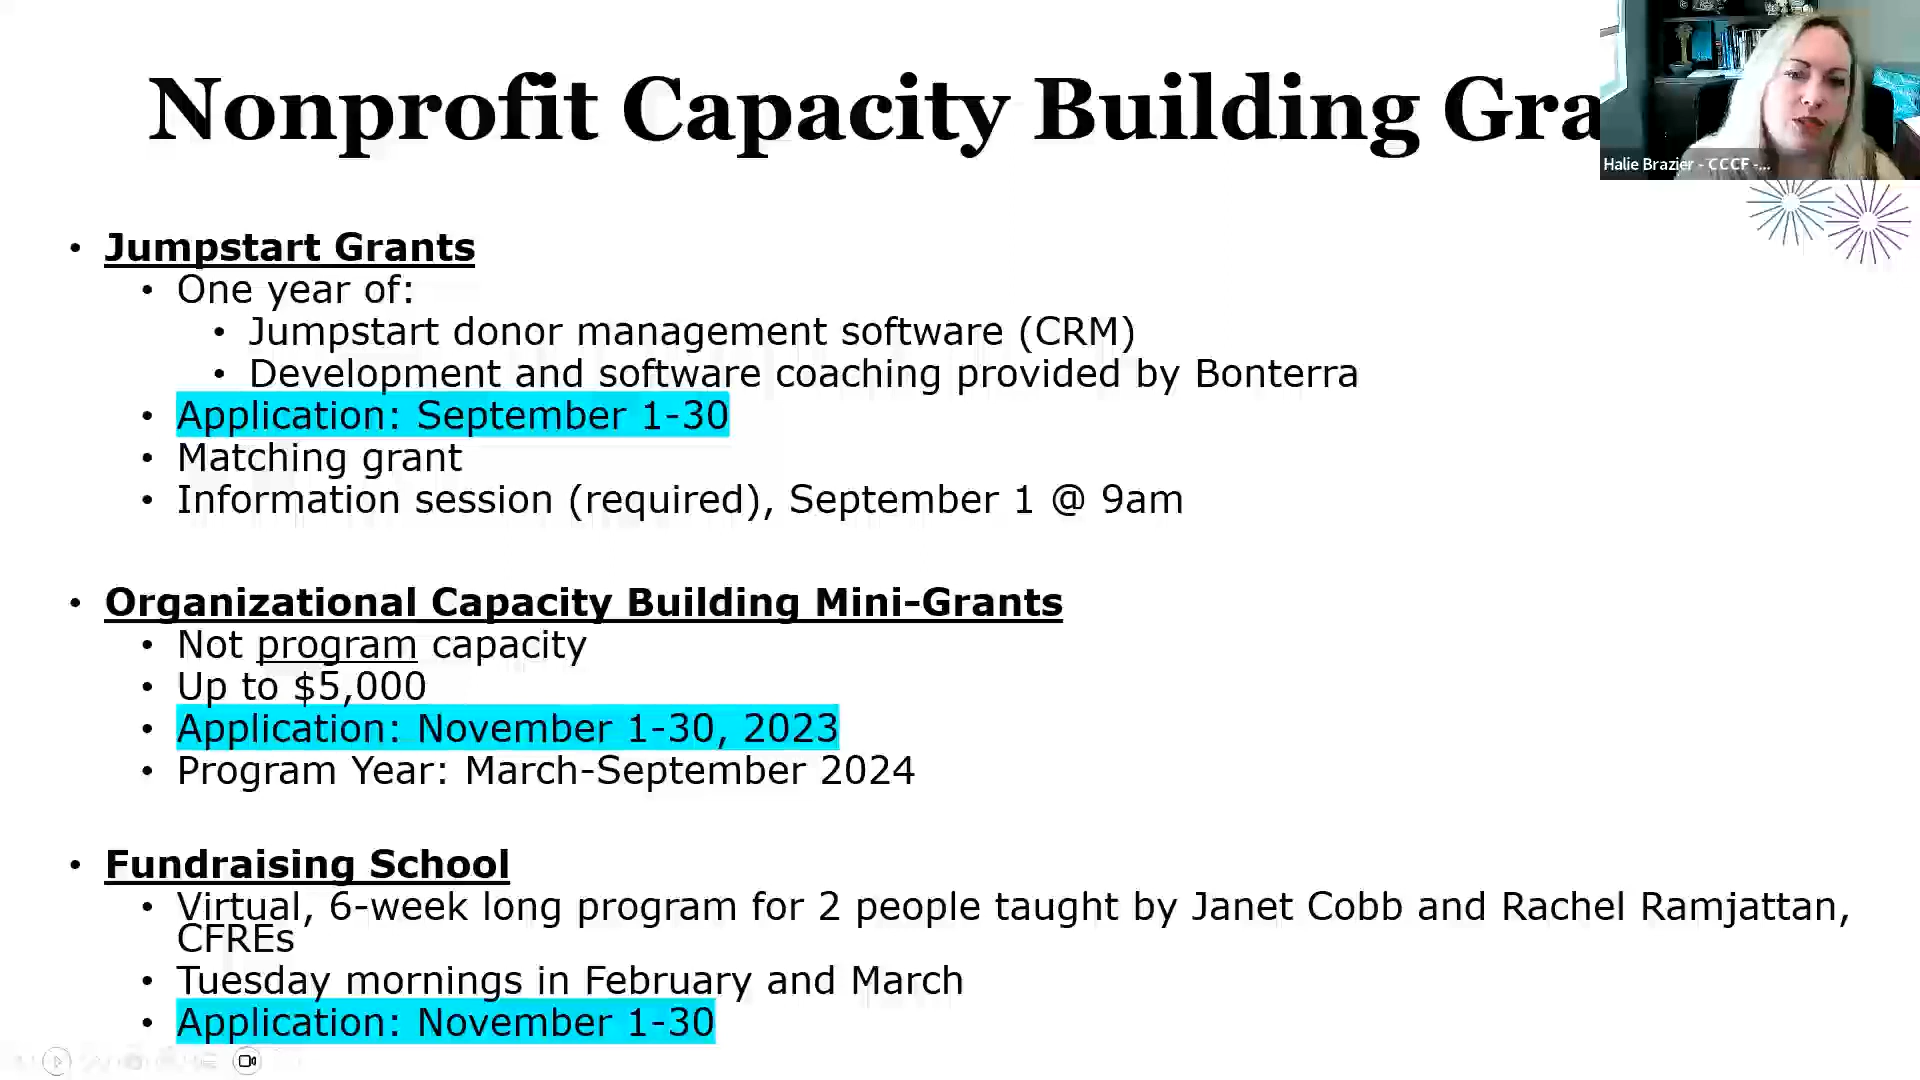 Nonprofit Capacity Building Gra
Halie Brazier - CCCF -...
• Jumpstart Grants
• One year of:
• Jumpstart donor management software (CRM)
• Development and software coaching provided by Bonterra
• Application: September 1-30
• Matching grant
• Information session (required), September 1 @ 9am
• Organizational Capacity Building Mini-Grants
• Not program capacity
• Up to $5,000
• Application: November 1-30, 2023
• Program Year: March-September 2024
• Fundraising School
• Virtual, 6-week long program for 2 people taught by Janet Cobb and Rachel Ramjattan,
CFREs
• Tuesday mornings in February and March
• Application: November 1-30